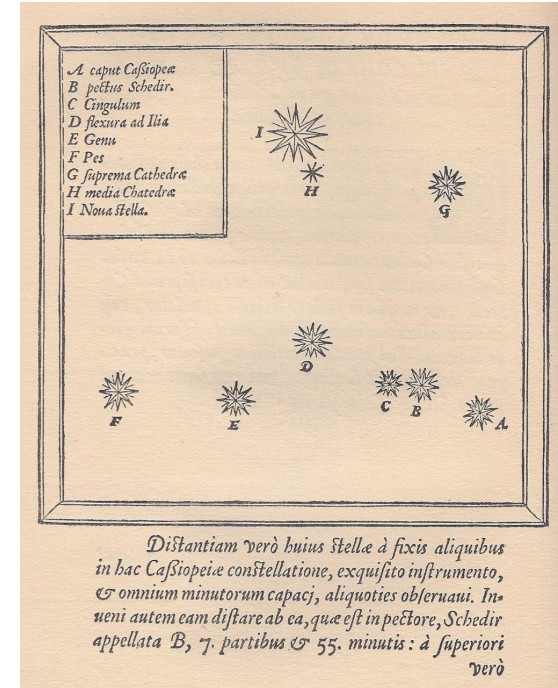 A caput Caßiopeæ
B pectus Schedir.
C Cingulum
D flexura ad Ilia
E Genu
F Pes
G suprema Cathedræ
H media Chatedræ
I Noua stella.
I
H
G
D
C
B
A
E
F
Distantiam verò huius stellæ à fixis aliquibus
in hac Caßiopeiæ constellatione, exquisito instrumento,
& omnium minutorum capacj, aliquoties obseruaui. In-
ueni autem eam distare ab ea, quæ est in pectore, Schedir
appellata B, 7. partibus & 55. minutis: à superiori
verò